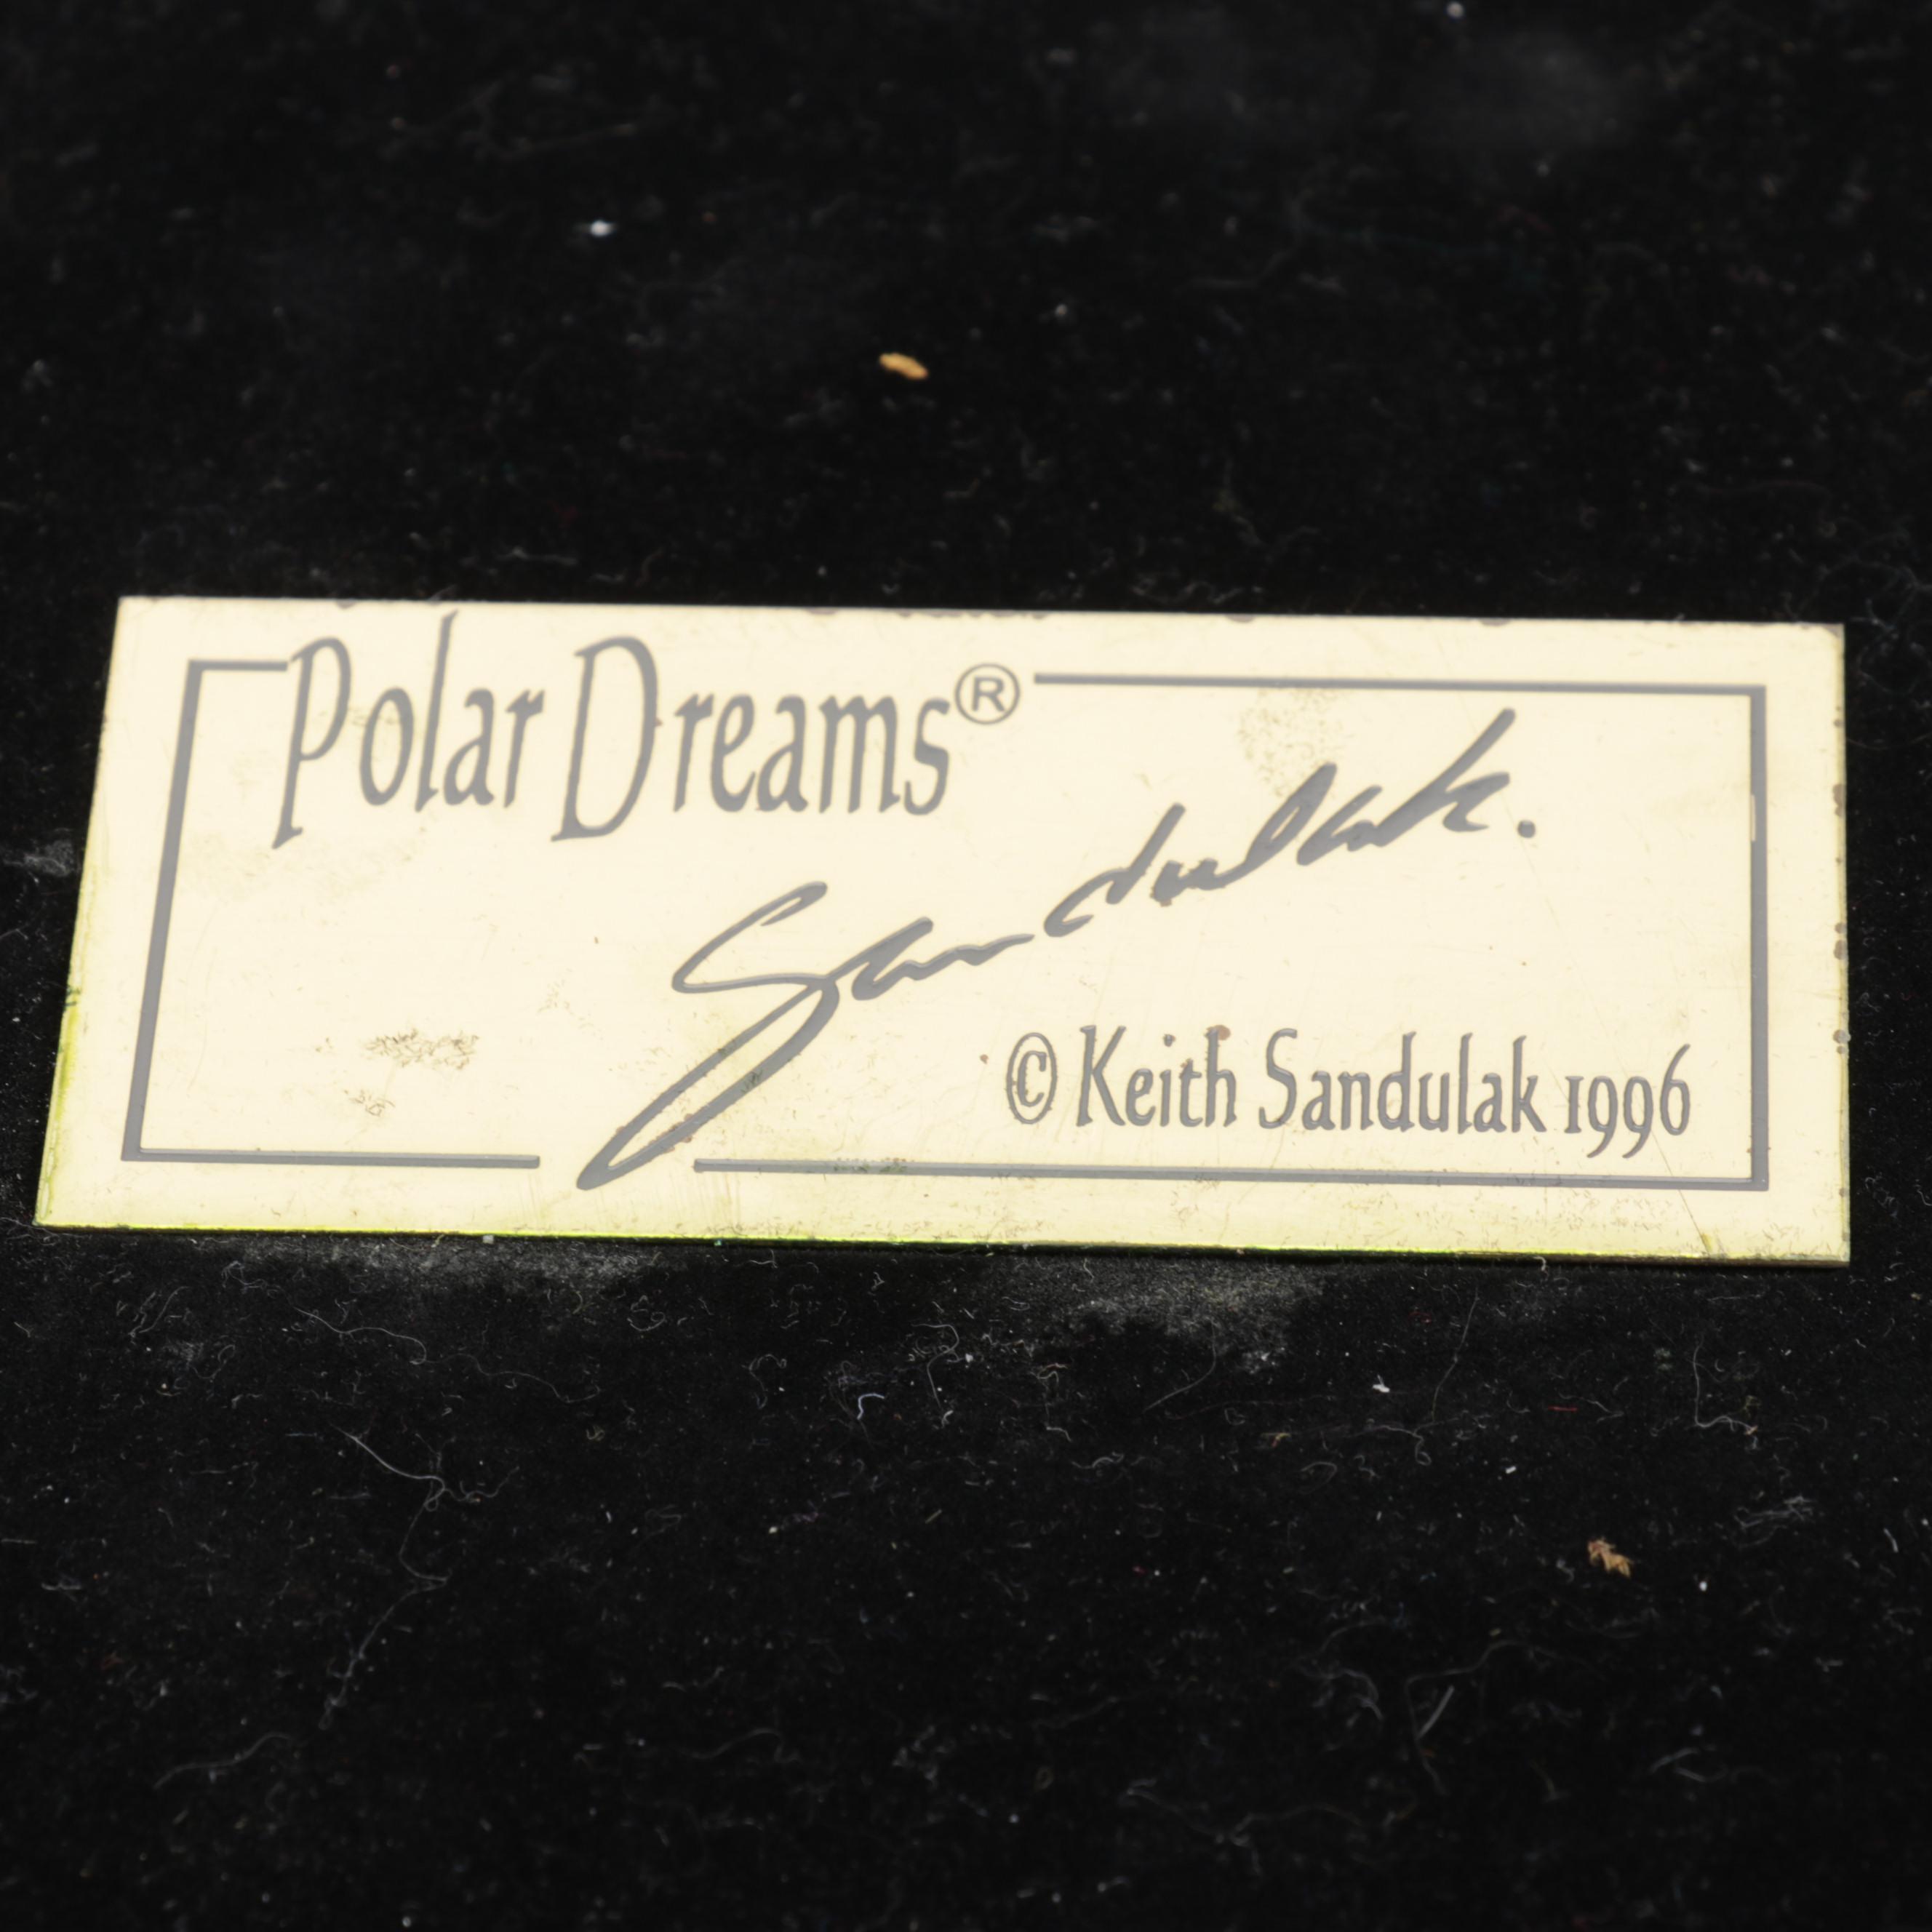 Polar Dreams®
Sandulak.
© Keith Sandulak 1996